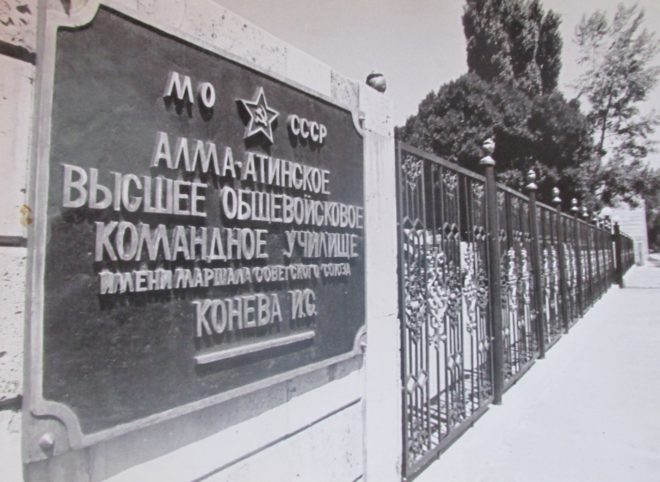 МО СССР
АЛМА-АТИНСКОЕ
ВЫСШЕЕ ОБЩЕВОЙСКОВОЕ
КОМАНДНОЕ УЧИЛИЩЕ
ИМЕНИ МАРШАЛА СОВЕТСКОГО СОЮЗА
КОНЕВА И.С.